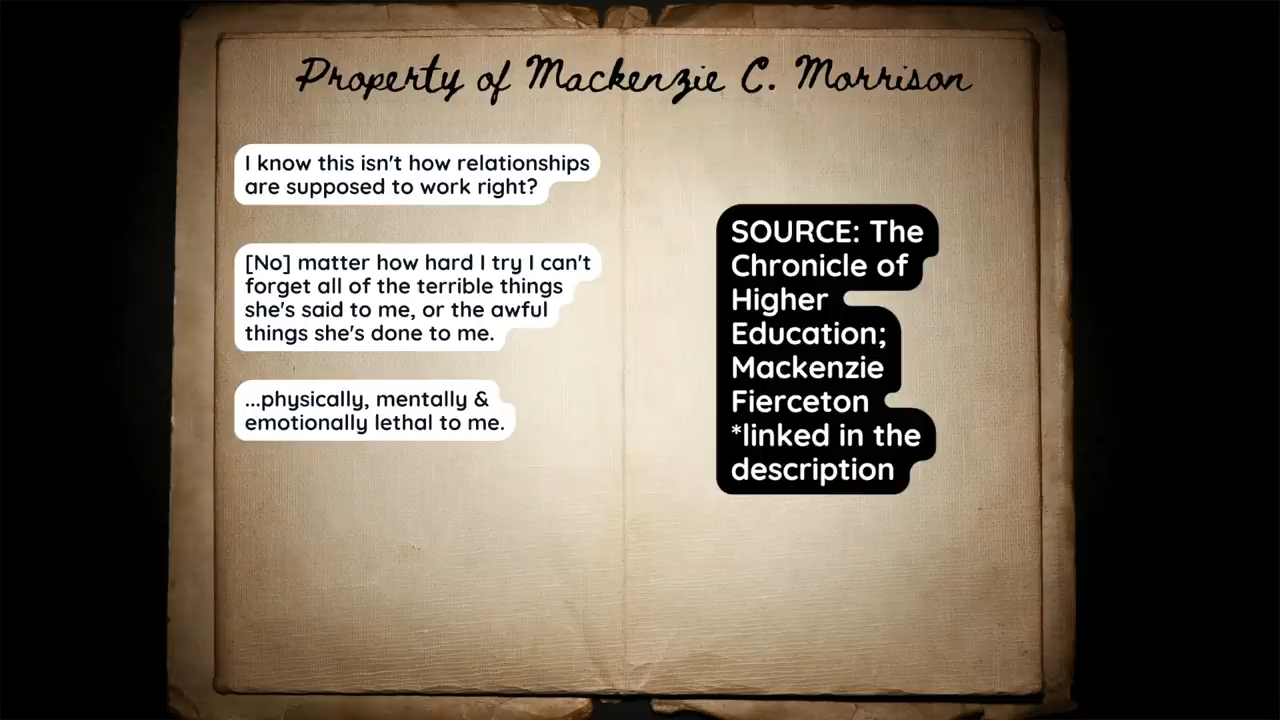 Property of Mackenzie C. Morrison
I know this isn't how relationships
are supposed to work right?
[No] matter how hard I try I can't
forget all of the terrible things
she's said to me, or the awful
things she's done to me.
...physically, mentally &
emotionally lethal to me.
SOURCE: The
Chronicle of
Higher
Education;
Mackenzie
Fierceton
*linked in the
description